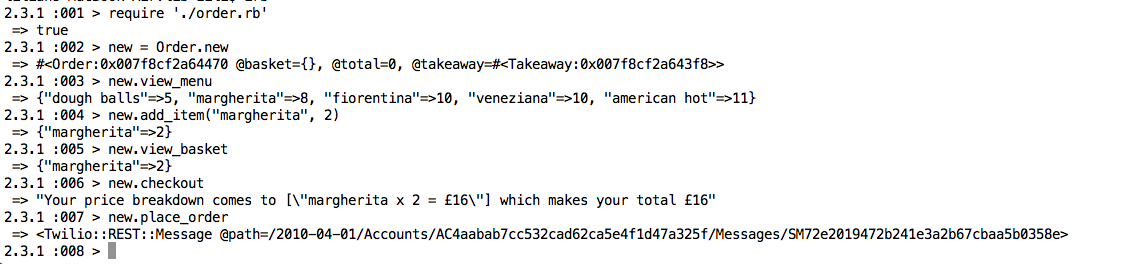 2.3.1 :001 > require './order.rb'
=> true
2.3.1 :002 > new = Order.new
=> #<Order:0x007f8cf2a64470 @basket={}, @total=0, @takeaway=#<Takeaway:0x007f8cf2a643f8>>
2.3.1 :003 > new.view_menu
=> {"dough balls"=>5, "margherita"=>8, "fiorentina"=>10, "veneziana"=>10, "american hot"=>11}
2.3.1 :004 > new.add_item("margherita", 2)
=> {"margherita"=>2}
2.3.1 :005 > new.view_basket
=> {"margherita"=>2}
2.3.1 :006 > new.checkout
=> "Your price breakdown comes to [\"margherita x 2 = £16\"] which makes your total £16"
2.3.1 :007 > new.place_order
=> <Twilio::REST::Message @path=/2010-04-01/Accounts/AC4aabab7cc532cad62ca5e4f1d47a325f/Messages/SM72e2019472b241e3a2b67cbaa5b0358e>
2.3.1 :008 >